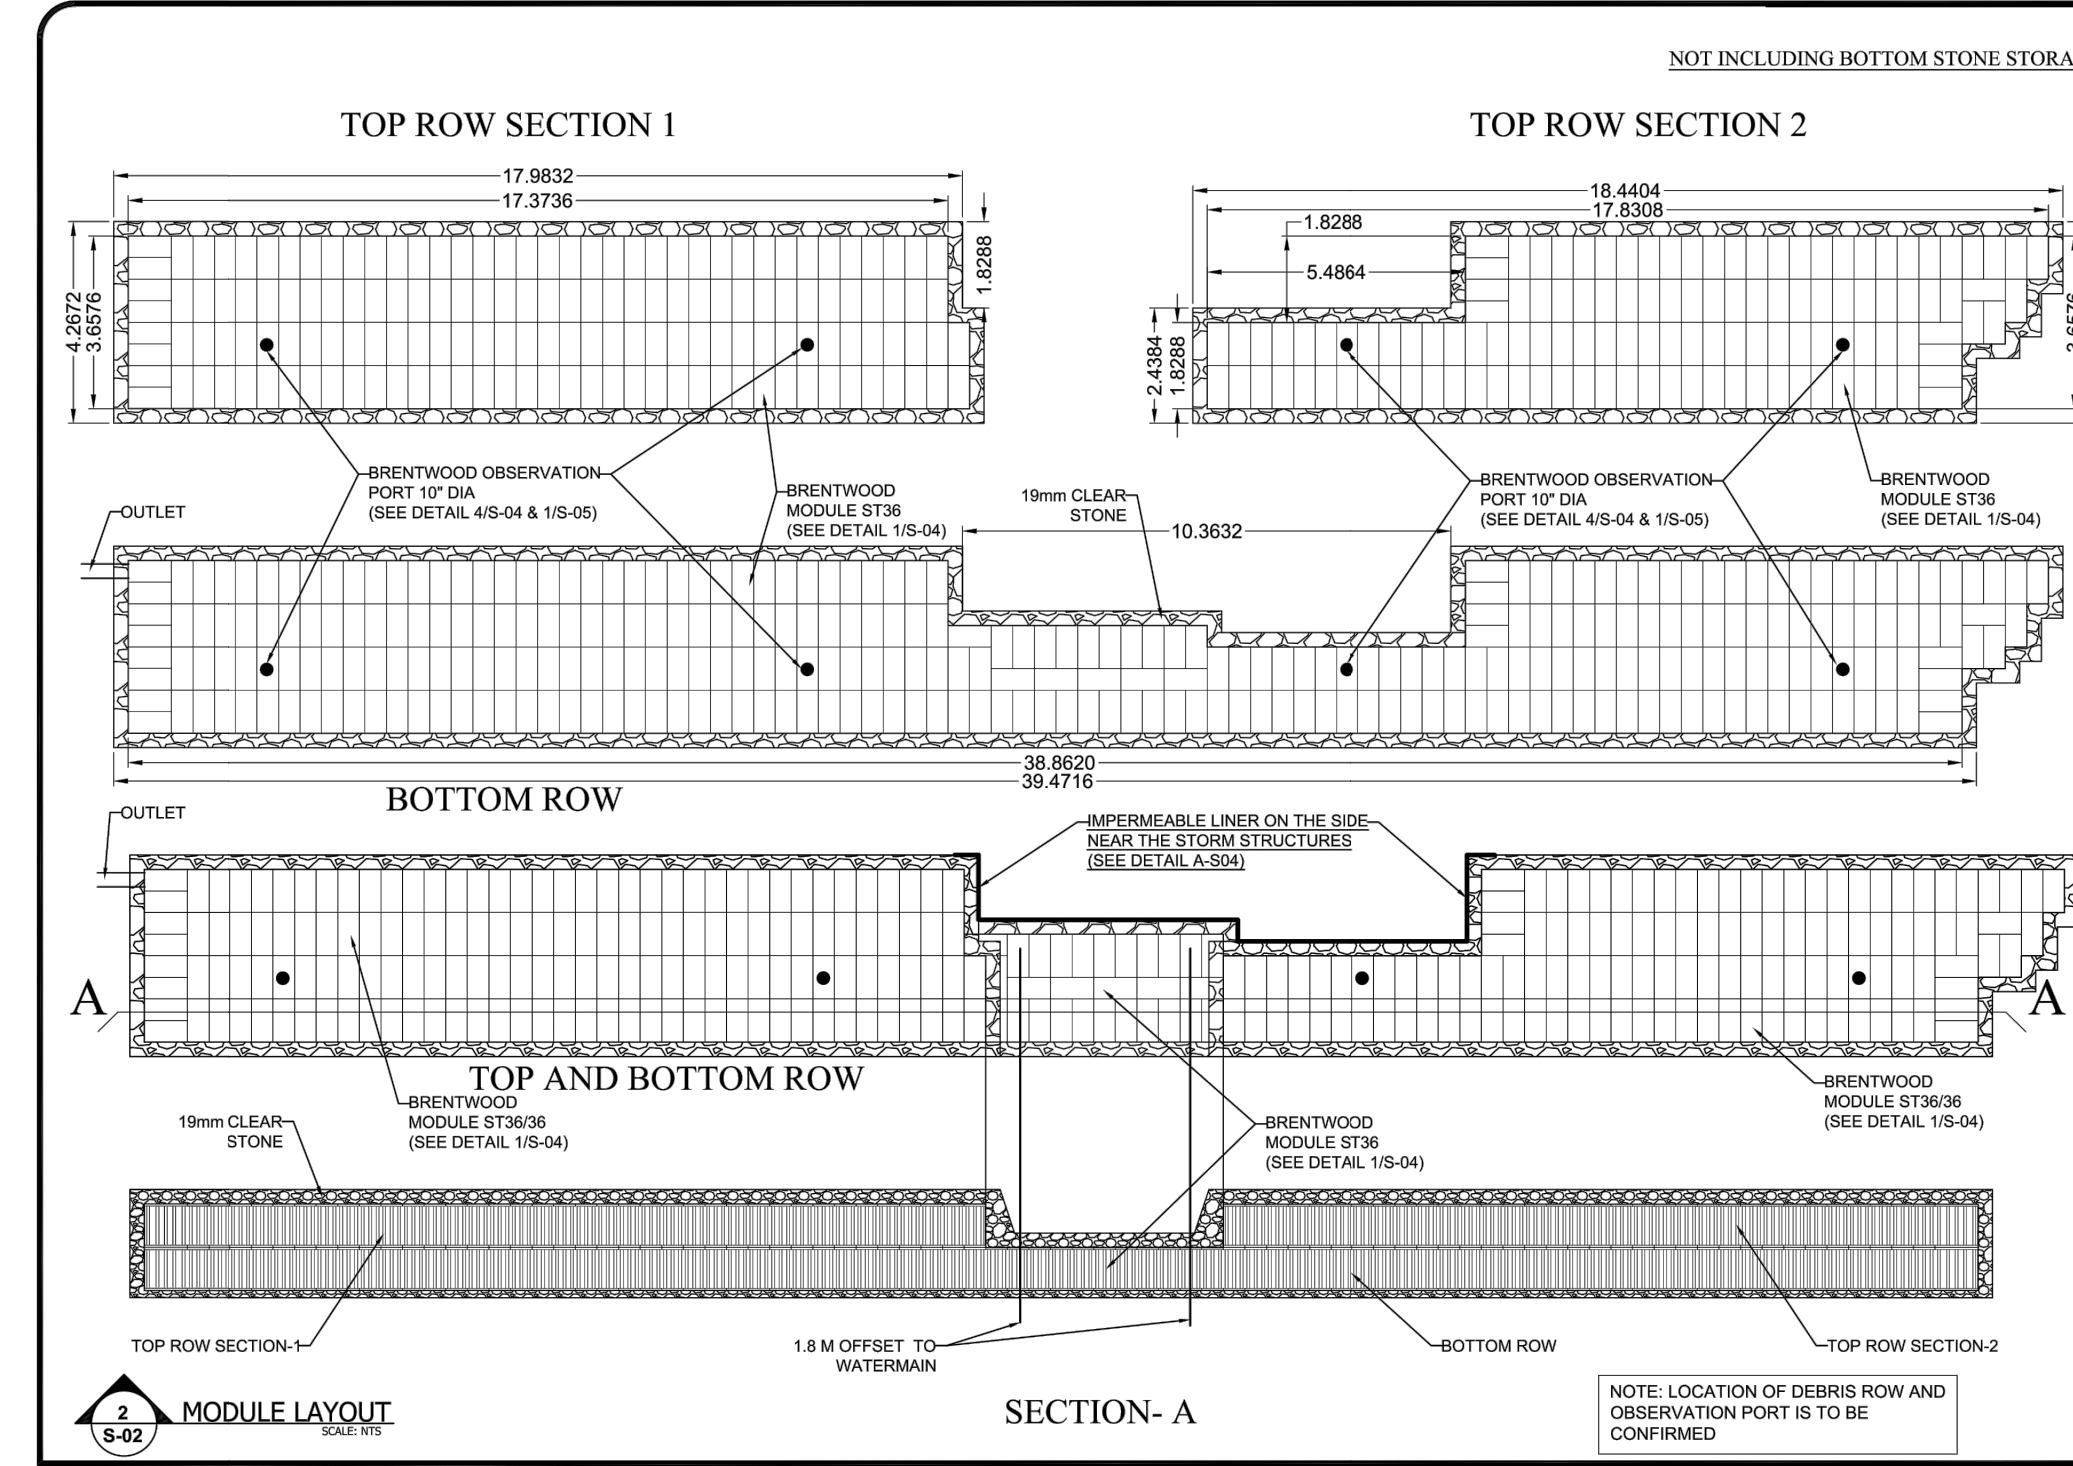 NOT INCLUDING BOTTOM STONE STORA
TOP ROW SECTION 1
TOP ROW SECTION 2
17.9832
17.3736
1.8288
4.2672
3.6576
18.4404
17.8308
1.8288
5.4864
2.4384
1.8288
3.6576
BRENTWOOD OBSERVATION
PORT 10" DIA
(SEE DETAIL 4/S-04 & 1/S-05)
BRENTWOOD
MODULE ST36
(SEE DETAIL 1/S-04)
19mm CLEAR
STONE
BRENTWOOD OBSERVATION
PORT 10" DIA
(SEE DETAIL 4/S-04 & 1/S-05)
BRENTWOOD
MODULE ST36
(SEE DETAIL 1/S-04)
OUTLET
10.3632
38.8620
39.4716
BOTTOM ROW
OUTLET
IMPERMEABLE LINER ON THE SIDE
NEAR THE STORM STRUCTURES
(SEE DETAIL A-S04)
A
A
TOP AND BOTTOM ROW
BRENTWOOD
MODULE ST36/36
(SEE DETAIL 1/S-04)
19mm CLEAR
STONE
BRENTWOOD
MODULE ST36
(SEE DETAIL 1/S-04)
BRENTWOOD
MODULE ST36/36
(SEE DETAIL 1/S-04)
TOP ROW SECTION-1
1.8 M OFFSET TO
WATERMAIN
BOTTOM ROW
TOP ROW SECTION-2
2
S-02
MODULE LAYOUT
SCALE: NTS
SECTION- A
NOTE: LOCATION OF DEBRIS ROW AND
OBSERVATION PORT IS TO BE
CONFIRMED